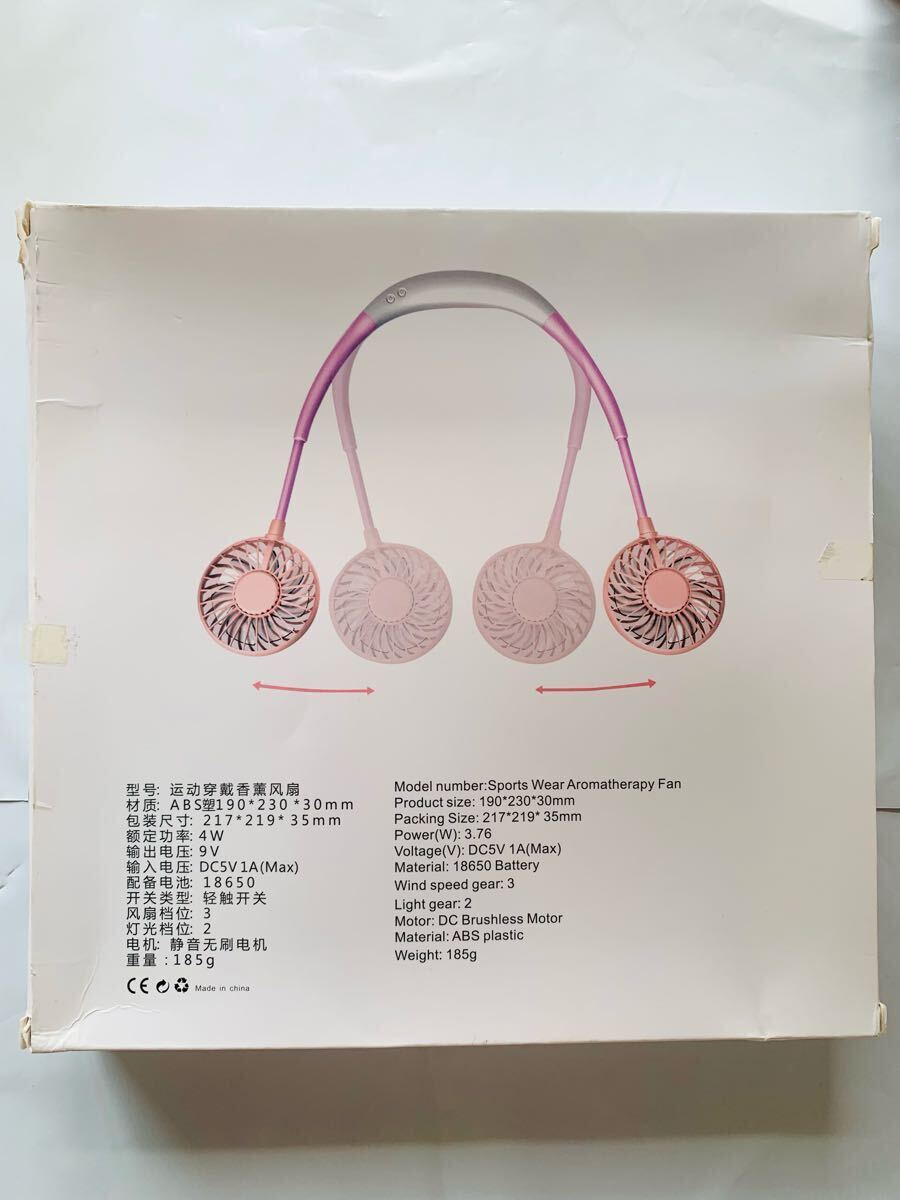 型号: 运动穿戴香薰风扇
材质: ABS塑190*230*30mm
包装尺寸: 217*219*35mm
额定功率: 4W
输出电压: 9V
输入电压: DC5V 1A(Max)
配备电池: 18650
开关类型: 轻触开关
风扇档位: 3
灯光档位: 2
电机: 静音无刷电机
重量: 185g
CE Made in china
Model number:Sports Wear Aromatherapy Fan
Product size: 190*230*30mm
Packing Size: 217*219* 35mm
Power(W): 3.76
Voltage(V): DC5V 1A(Max)
Material: 18650 Battery
Wind speed gear: 3
Light gear: 2
Motor: DC Brushless Motor
Material: ABS plastic
Weight: 185g